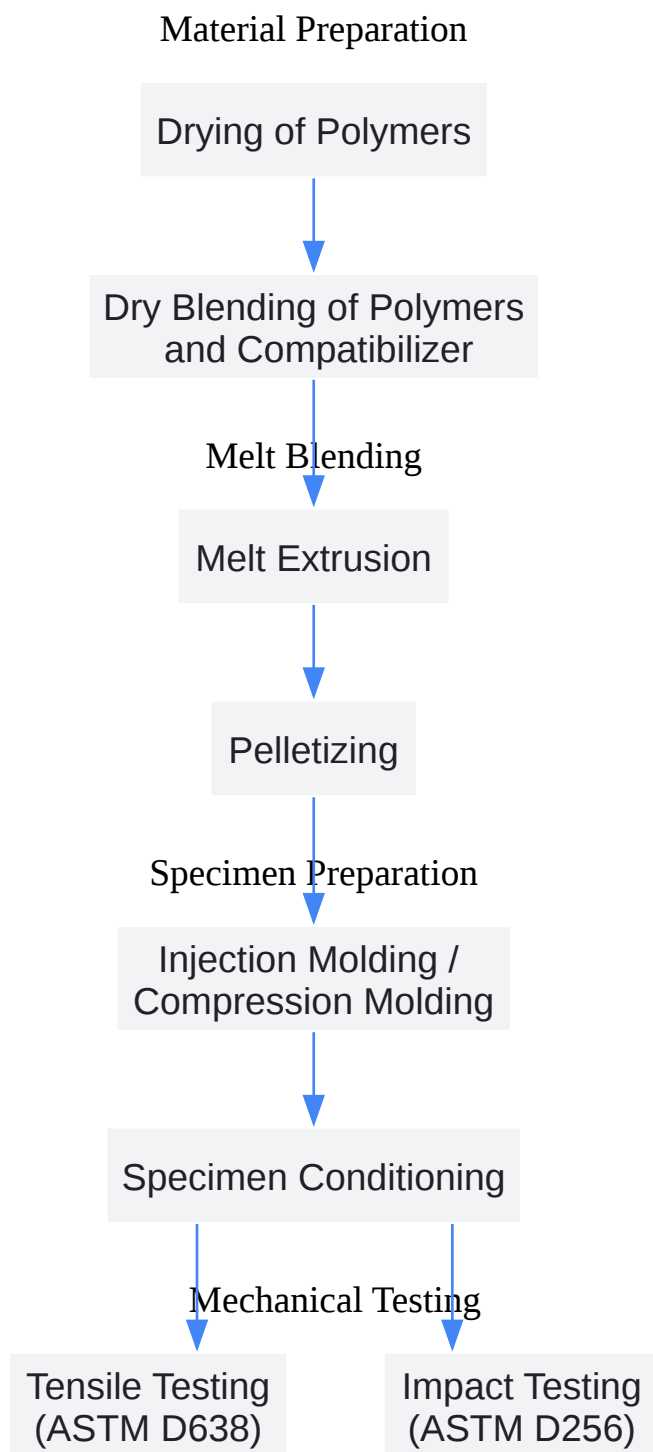 Material Preparation
Drying of Polymers
Dry Blending of Polymers
and Compatibilizer
Melt Blending
Melt Extrusion
Pelletizing
Specimen Preparation
Injection Molding /
Compression Molding
Specimen Conditioning
Mechanical Testing
Tensile Testing
(ASTM D638)
Impact Testing
(ASTM D256)